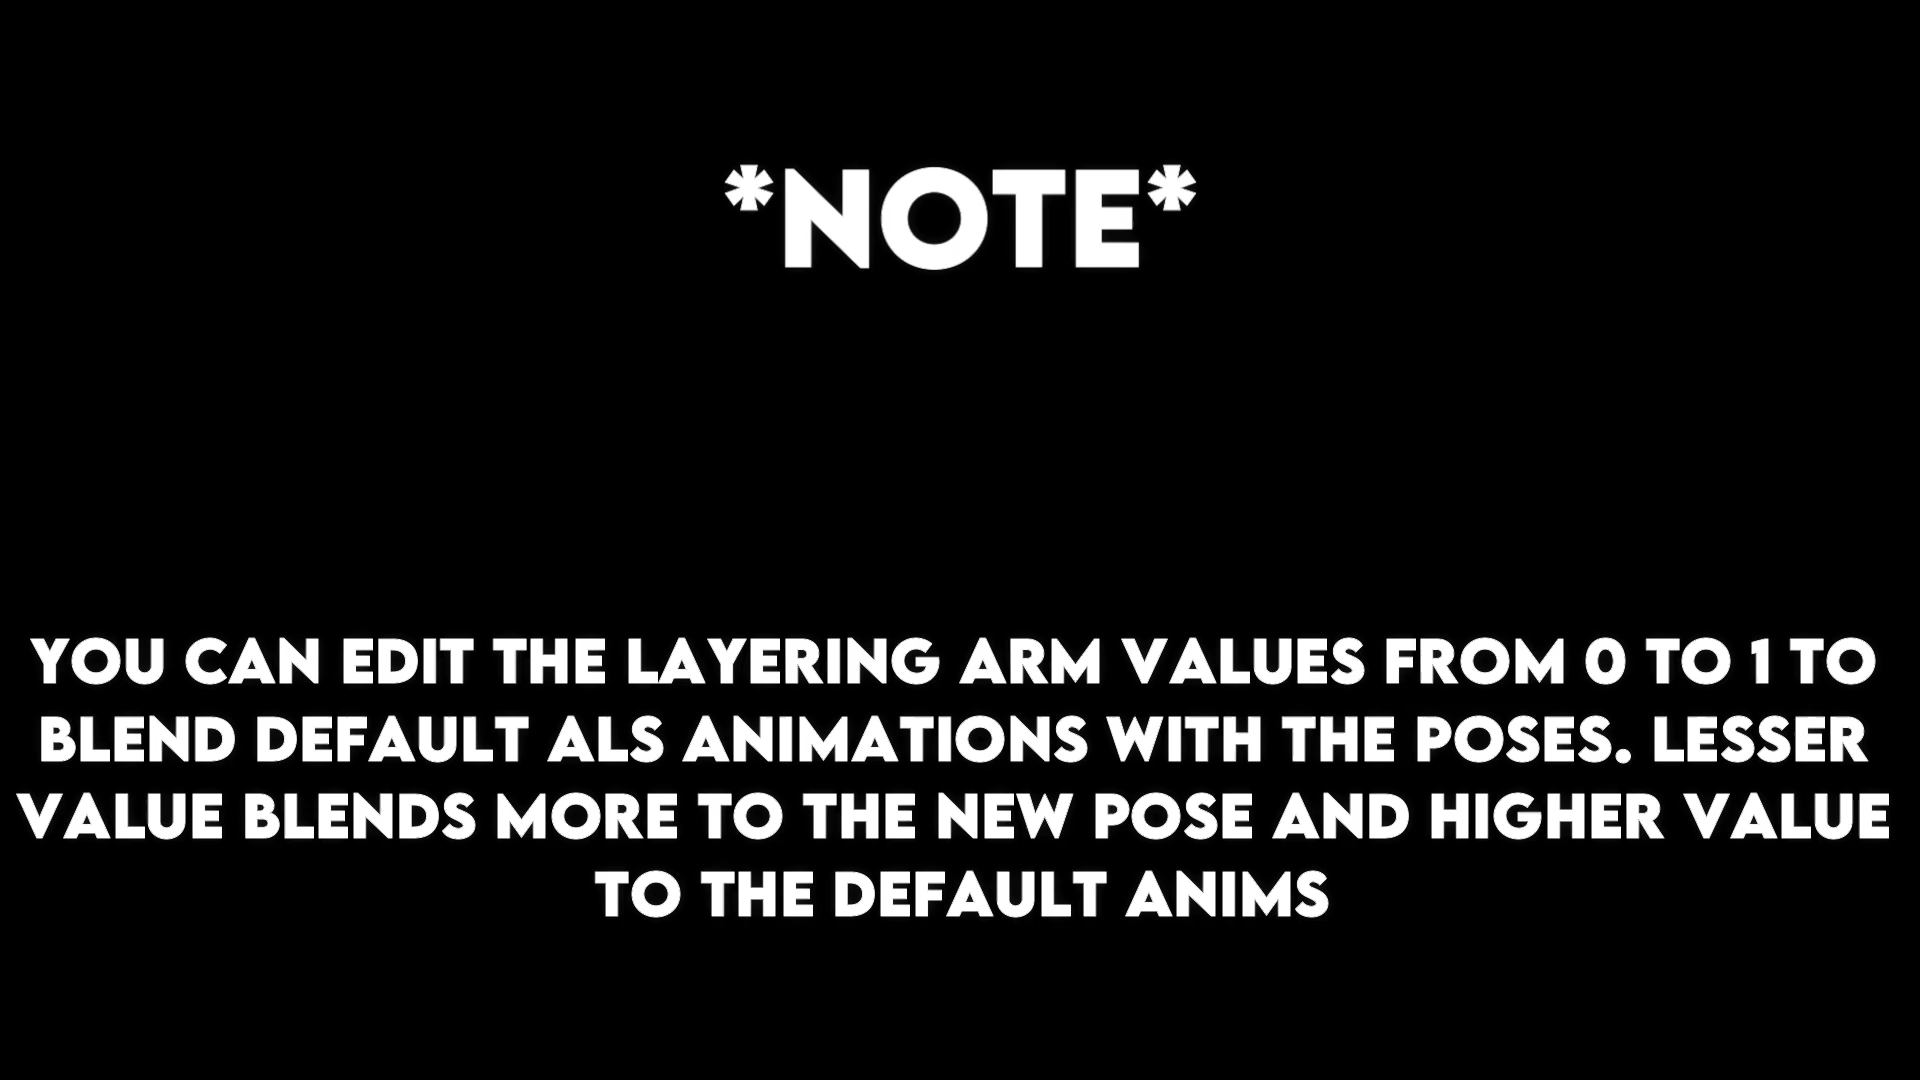 *NOTE*
YOU CAN EDIT THE LAYERING ARM VALUES FROM 0 TO 1 TO
BLEND DEFAULT ALS ANIMATIONS WITH THE POSES. LESSER
VALUE BLENDS MORE TO THE NEW POSE AND HIGHER VALUE
TO THE DEFAULT ANIMS